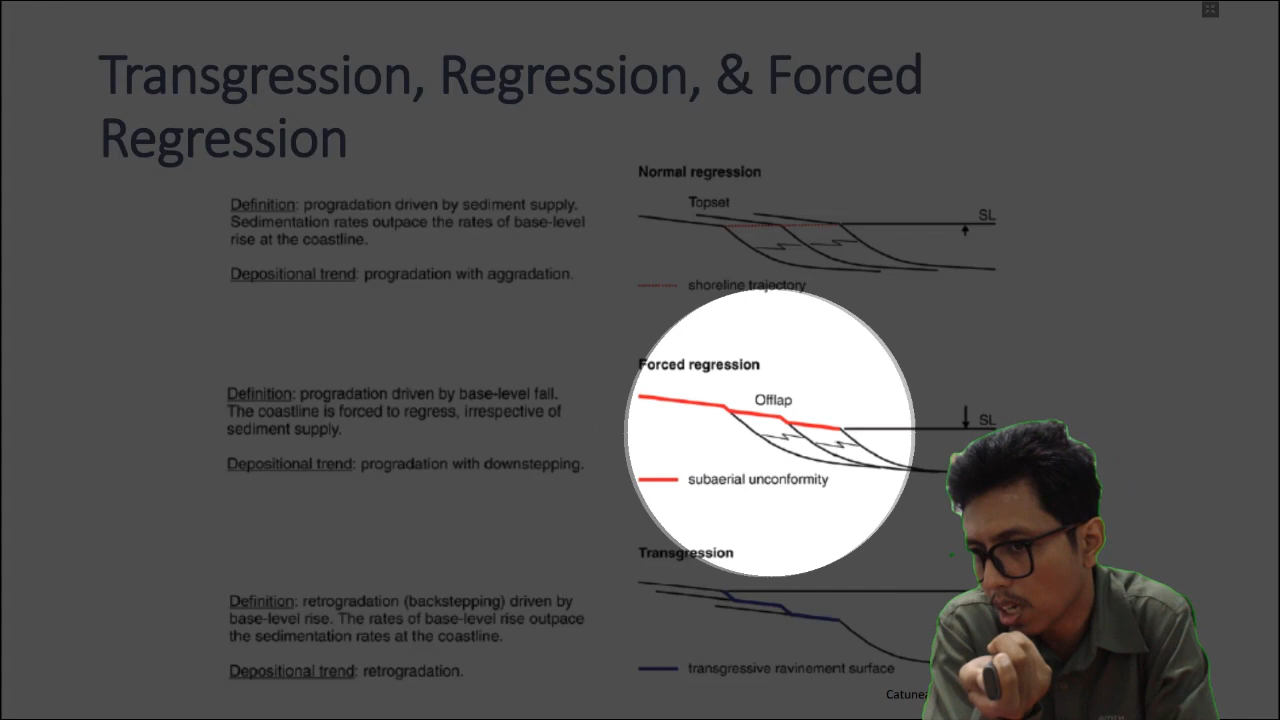 Transgression, Regression, & Forced
Regression
Normal regression
Definition: progradation driven by sediment supply.
Sedimentation rates outpace the rates of base-level
rise at the coastline.
Depositional trend: progradation with aggradation.
Topset
SL
shoreline trajectory
Forced regression
Definition: progradation driven by base-level fall.
The coastline is forced to regress, irrespective of
sediment supply.
Depositional trend: progradation with downstepping.
Offlap
SL
subaerial unconformity
Transgression
Definition: retrogradation (backstepping) driven by
base-level rise. The rates of base-level rise outpace
the sedimentation rates at the coastline.
Depositional trend: retrogradation.
transgressive ravinement surface